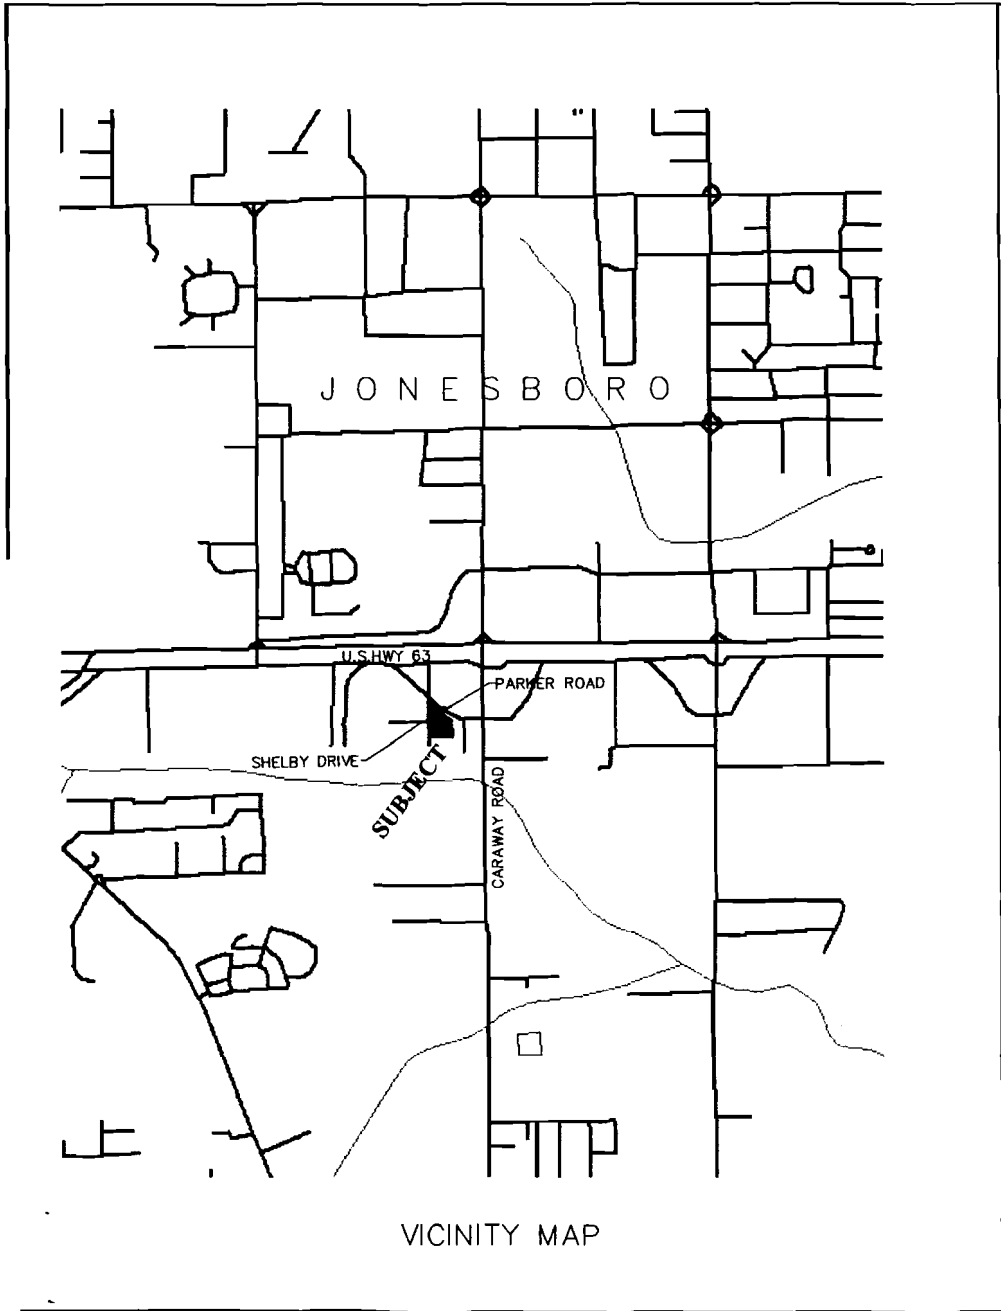 JONESBORO
U.S.HWY 63
PARKER ROAD
SHELBY DRIVE
SUBJECT
CARAWAY ROAD
VICINITY MAP